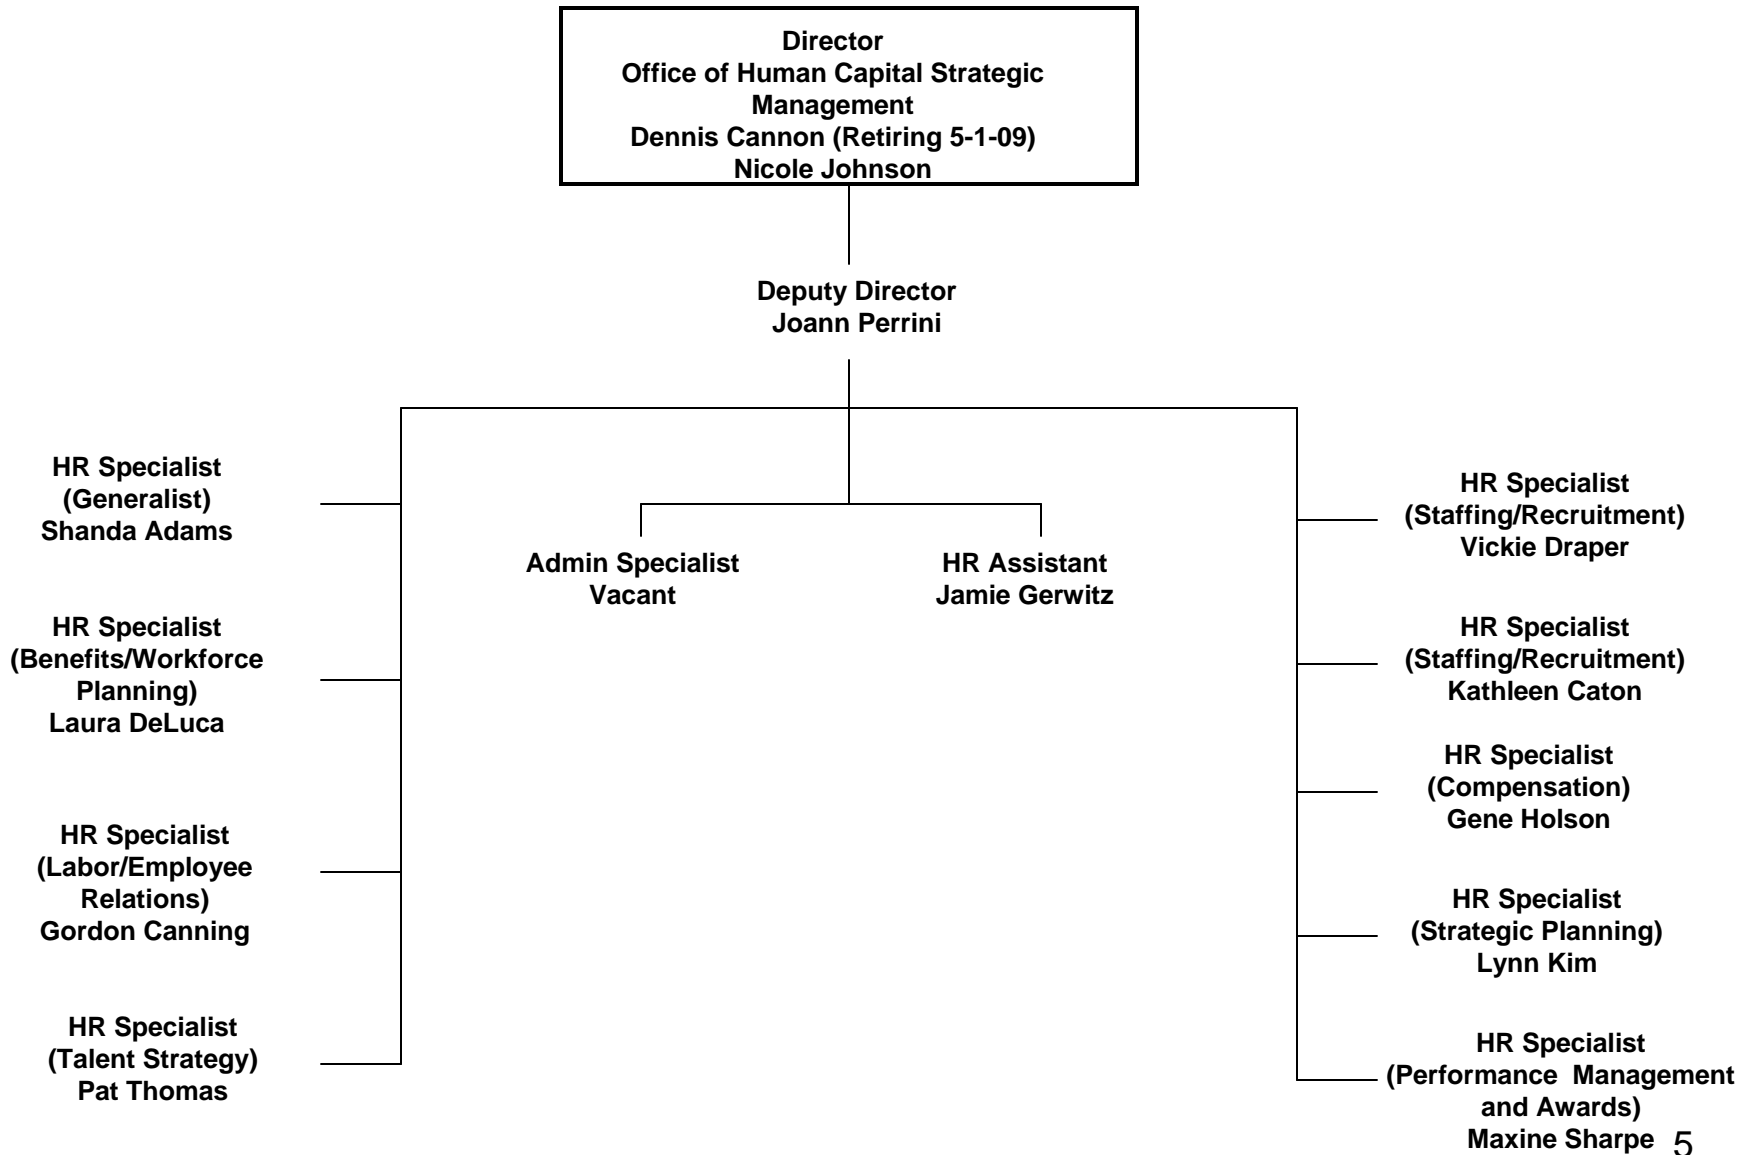 Director
Office of Human Capital Strategic
Management
Dennis Cannon (Retiring 5-1-09)
Nicole Johnson
Deputy Director
Joann Perrini
HR Specialist
(Generalist)
Shanda Adams
HR Specialist
(Benefits/Workforce
Planning)
Laura DeLuca
HR Specialist
(Labor/Employee
Relations)
Gordon Canning
HR Specialist
(Talent Strategy)
Pat Thomas
Admin Specialist
Vacant
HR Assistant
Jamie Gerwitz
HR Specialist
(Staffing/Recruitment)
Vickie Draper
HR Specialist
(Staffing/Recruitment)
Kathleen Caton
HR Specialist
(Compensation)
Gene Holson
HR Specialist
(Strategic Planning)
Lynn Kim
HR Specialist
(Performance Management
and Awards)
Maxine Sharpe
5